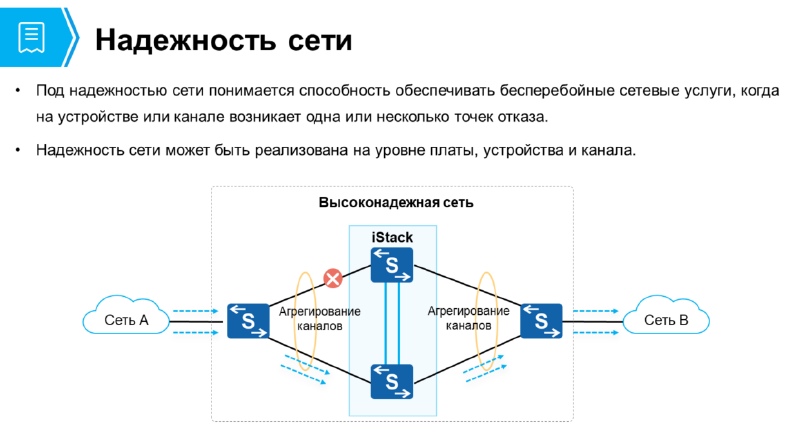 Надежность сети
• Под надежностью сети понимается способность обеспечивать бесперебойные сетевые услуги, когда
на устройстве или канале возникает одна или несколько точек отказа.
• Надежность сети может быть реализована на уровне платы, устройства и канала.
Высоконадежная сеть
iStack
S
Агрегирование
каналов
Агрегирование
каналов
Сеть A
S
S
Сеть B
S